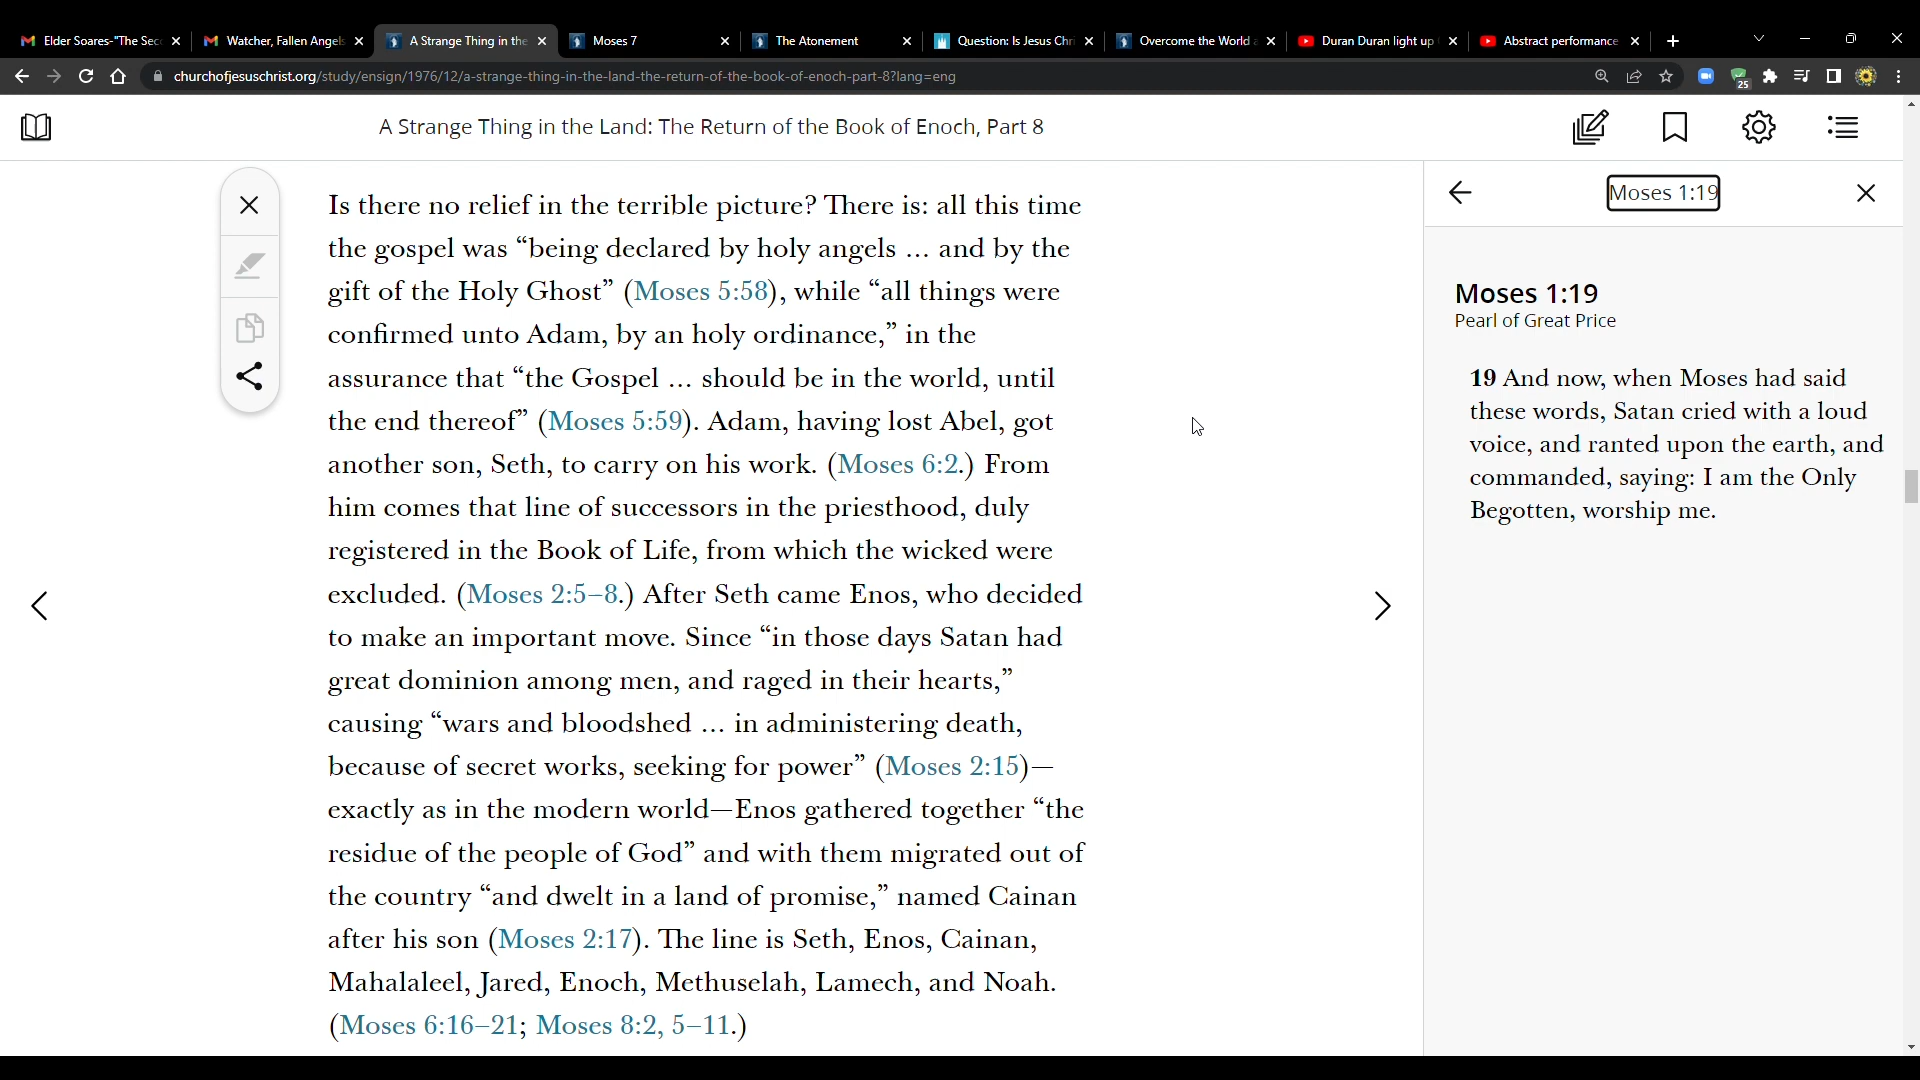 Elder Soares-"The Sec
Watcher, Fallen Angels
A Strange Thing in the
Moses 7
The Atonement
Question: Is Jesus Chri
Overcome the World a
Duran Duran light up
Abstract performance
churchofjesuschrist.org/study/ensign/1976/12/a-strange-thing-in-the-land-the-return-of-the-book-of-enoch-part-8?lang=eng
25
A Strange Thing in the Land: The Return of the Book of Enoch, Part 8
Is there no relief in the terrible picture? There is: all this time
the gospel was “being declared by holy angels … and by the
gift of the Holy Ghost” (Moses 5:58), while “all things were
confirmed unto Adam, by an holy ordinance,” in the
assurance that “the Gospel … should be in the world, until
the end thereof” (Moses 5:59). Adam, having lost Abel, got
another son, Seth, to carry on his work. (Moses 6:2.) From
him comes that line of successors in the priesthood, duly
registered in the Book of Life, from which the wicked were
excluded. (Moses 2:5–8.) After Seth came Enos, who decided
to make an important move. Since “in those days Satan had
great dominion among men, and raged in their hearts,”
causing “wars and bloodshed … in administering death,
because of secret works, seeking for power” (Moses 2:15)—
exactly as in the modern world—Enos gathered together “the
residue of the people of God” and with them migrated out of
the country “and dwelt in a land of promise,” named Cainan
after his son (Moses 2:17). The line is Seth, Enos, Cainan,
Mahalaleel, Jared, Enoch, Methuselah, Lamech, and Noah.
(Moses 6:16–21; Moses 8:2, 5–11.)
Moses 1:19
Moses 1:19
Pearl of Great Price
19 And now, when Moses had said
these words, Satan cried with a loud
voice, and ranted upon the earth, and
commanded, saying: I am the Only
Begotten, worship me.